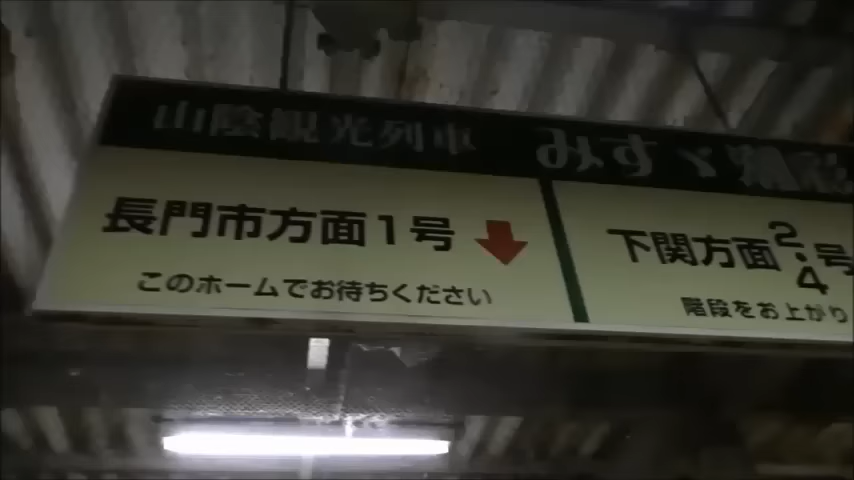 山陰観光列車 みすゞ潮彩
長門市方面1号
このホームでお待ちください
下関方面2・4号
階段をお上がり